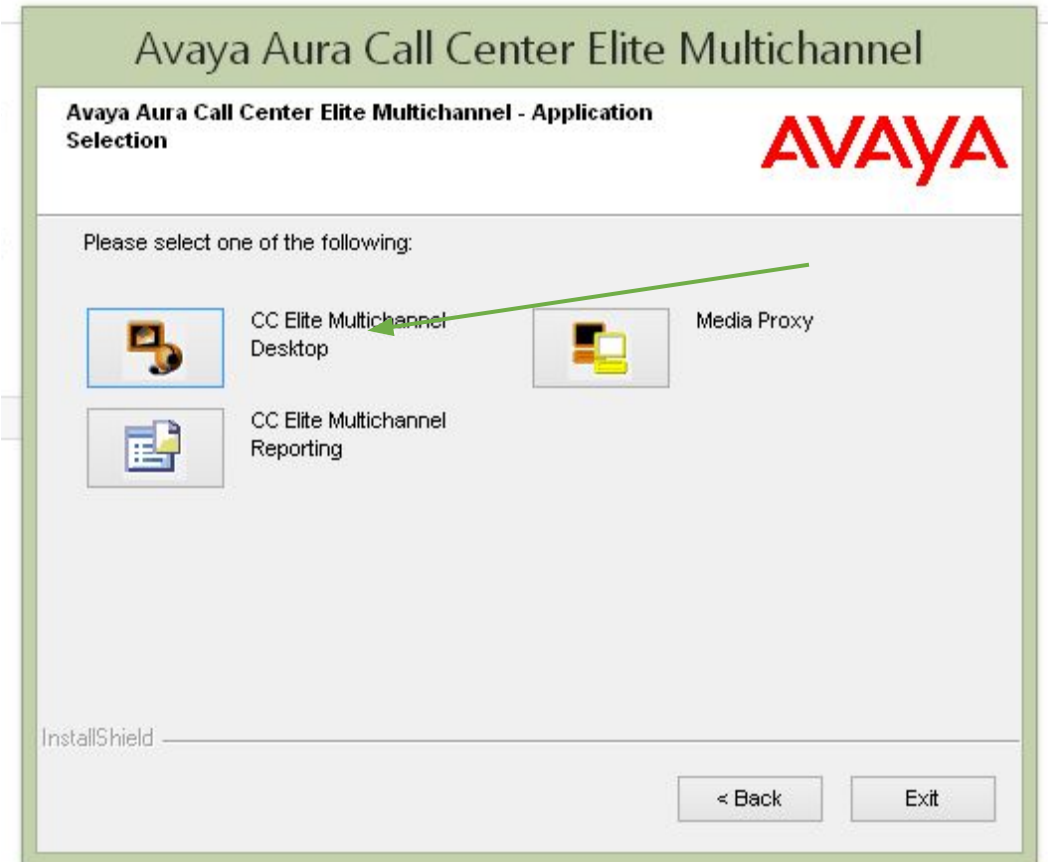 Avaya Aura Call Center Elite Multichannel
Avaya Aura Call Center Elite Multichannel - Application
Selection
AVAYA
Please select one of the following:
CC Elite Multichannel
Desktop
Media Proxy
CC Elite Multichannel
Reporting
InstallShield
< Back
Exit